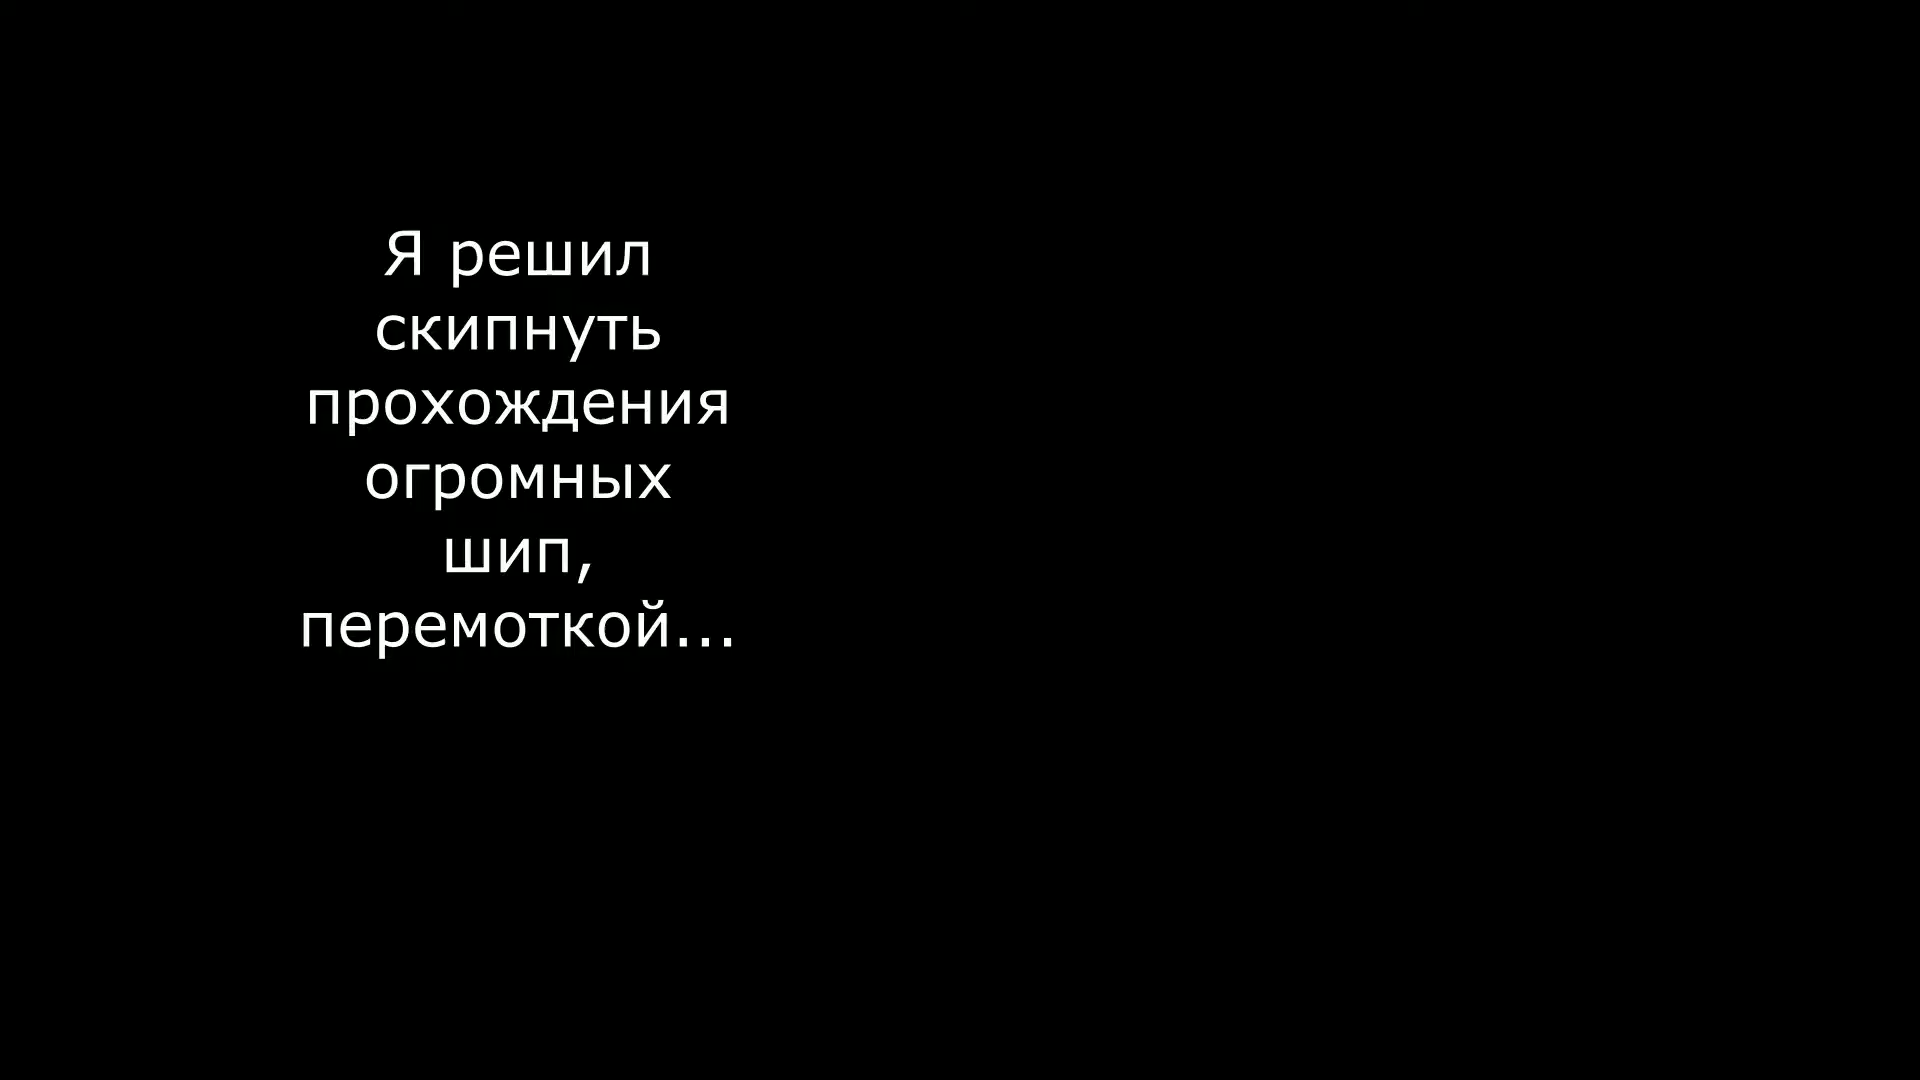 Я решил
скипнуть
прохождения
огромных
шип,
перемоткой...